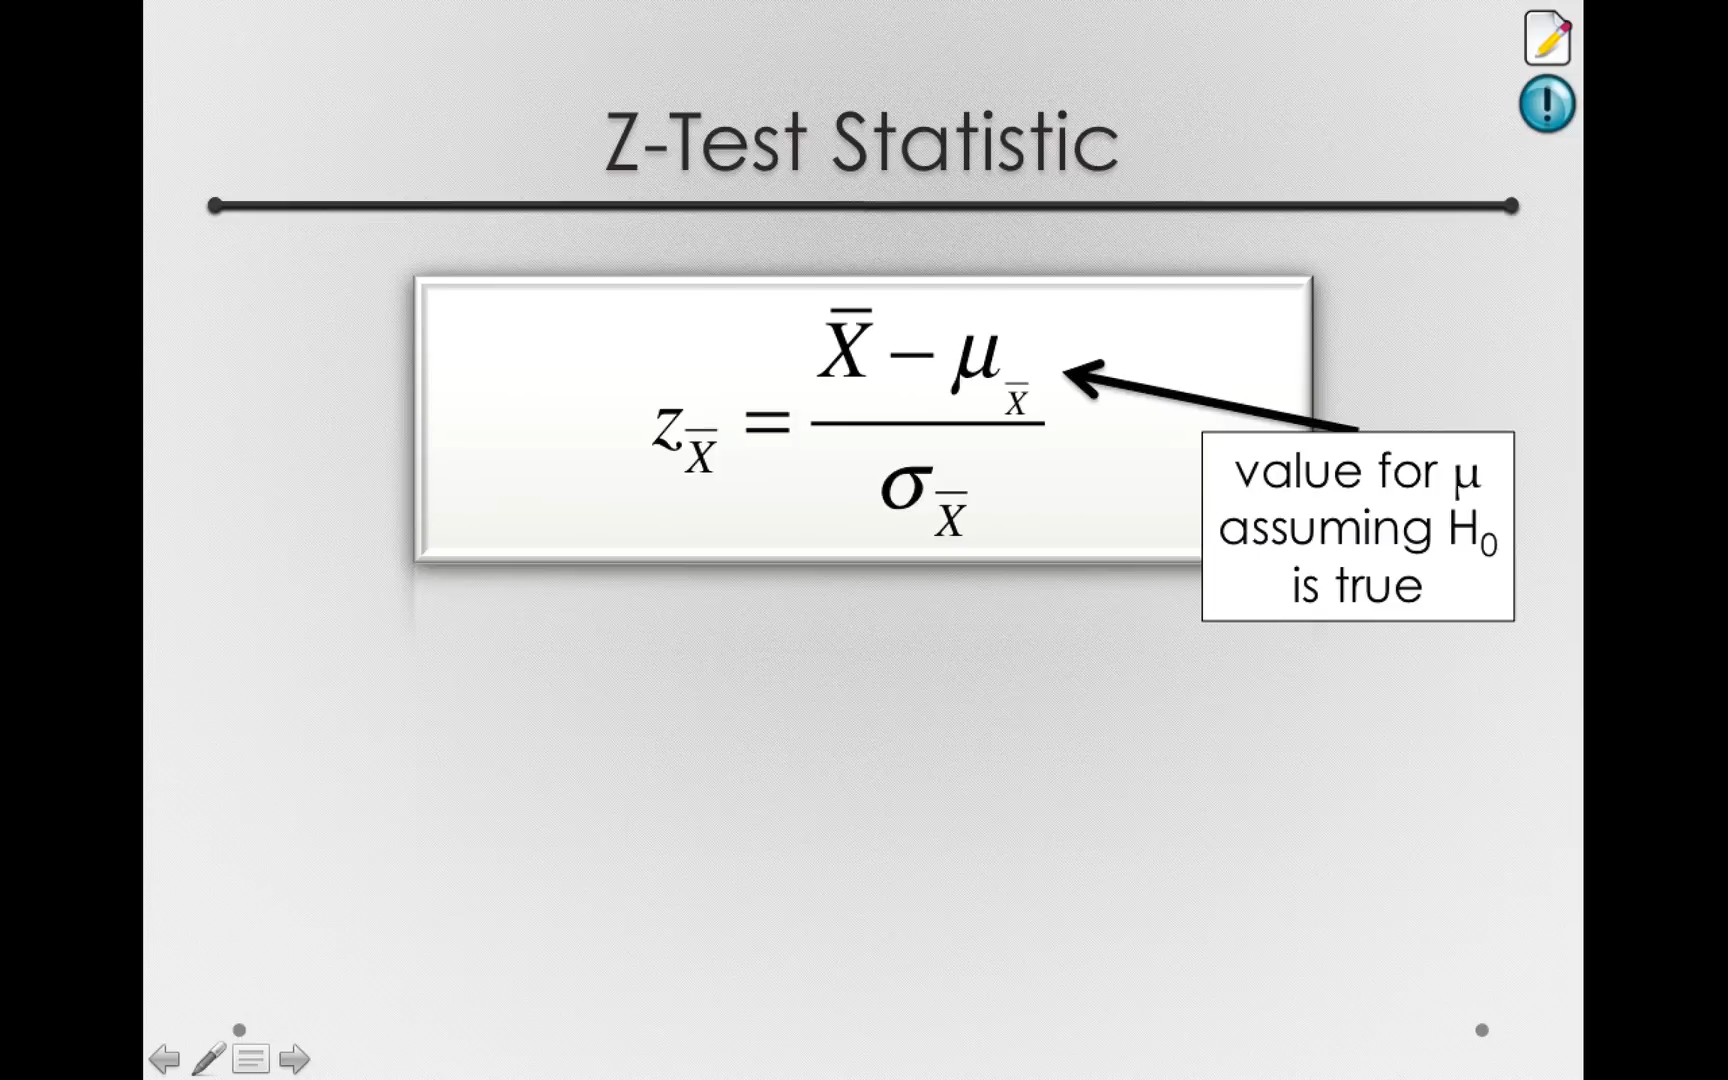 Z-Test Statistic
z_X̄ = (X̄ − μ_X̄) / σ_X̄
value for μ
assuming H₀
is true